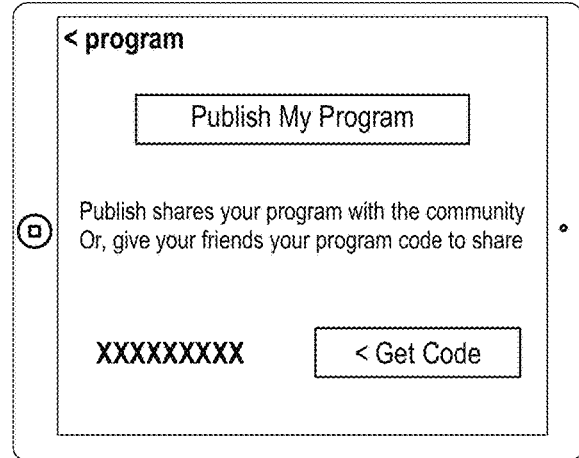 < program
Publish My Program
Publish shares your program with the community
Or, give your friends your program code to share
XXXXXXXXX
< Get Code